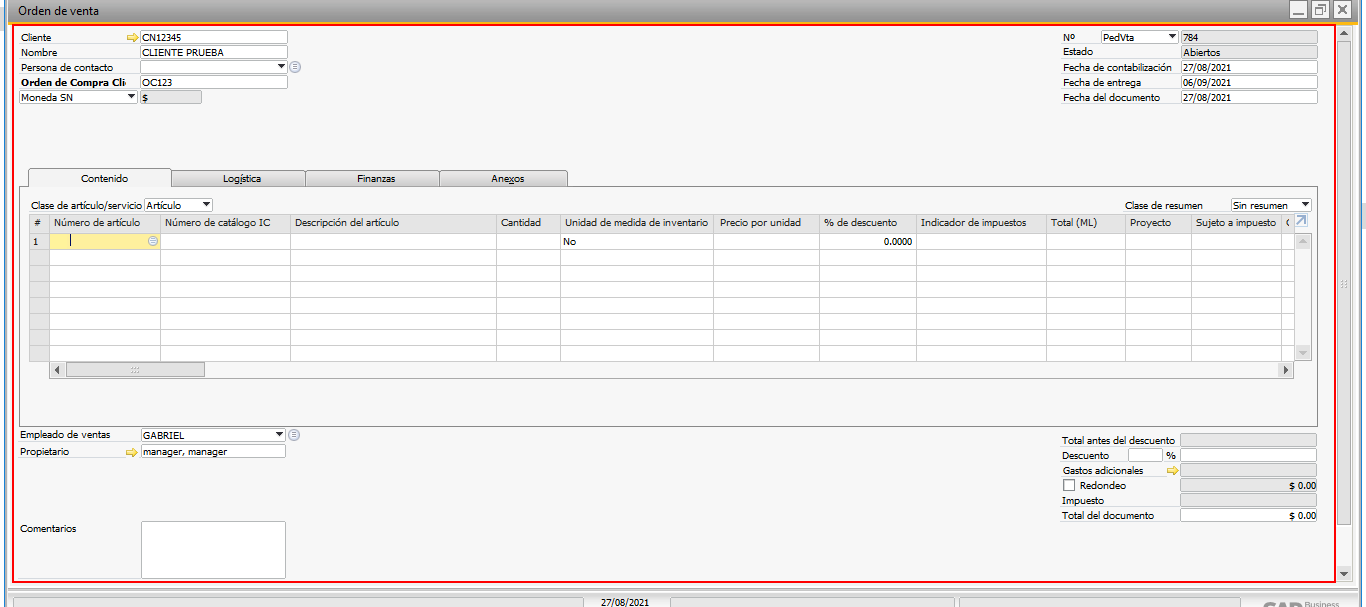 Orden de venta
Cliente CN12345
Nombre CLIENTE PRUEBA
Persona de contacto
Orden de Compra Cli OC123
Moneda SN $
Nº PedVta 784
Estado Abiertos
Fecha de contabilización 27/08/2021
Fecha de entrega 06/09/2021
Fecha del documento 27/08/2021
Contenido Logística Finanzas Anexos
Clase de artículo/servicio Artículo Clase de resumen Sin resumen
# Número de artículo Número de catálogo IC Descripción del artículo Cantidad Unidad de medida de inventario Precio por unidad % de descuento Indicador de impuestos Total (ML) Proyecto Sujeto a impuesto
1 No 0.0000
Empleado de ventas GABRIEL
Propietario manager, manager
Comentarios
Total antes del descuento
Descuento %
Gastos adicionales
Redondeo $ 0.00
Impuesto
Total del documento $ 0.00
27/08/2021
SAP Business